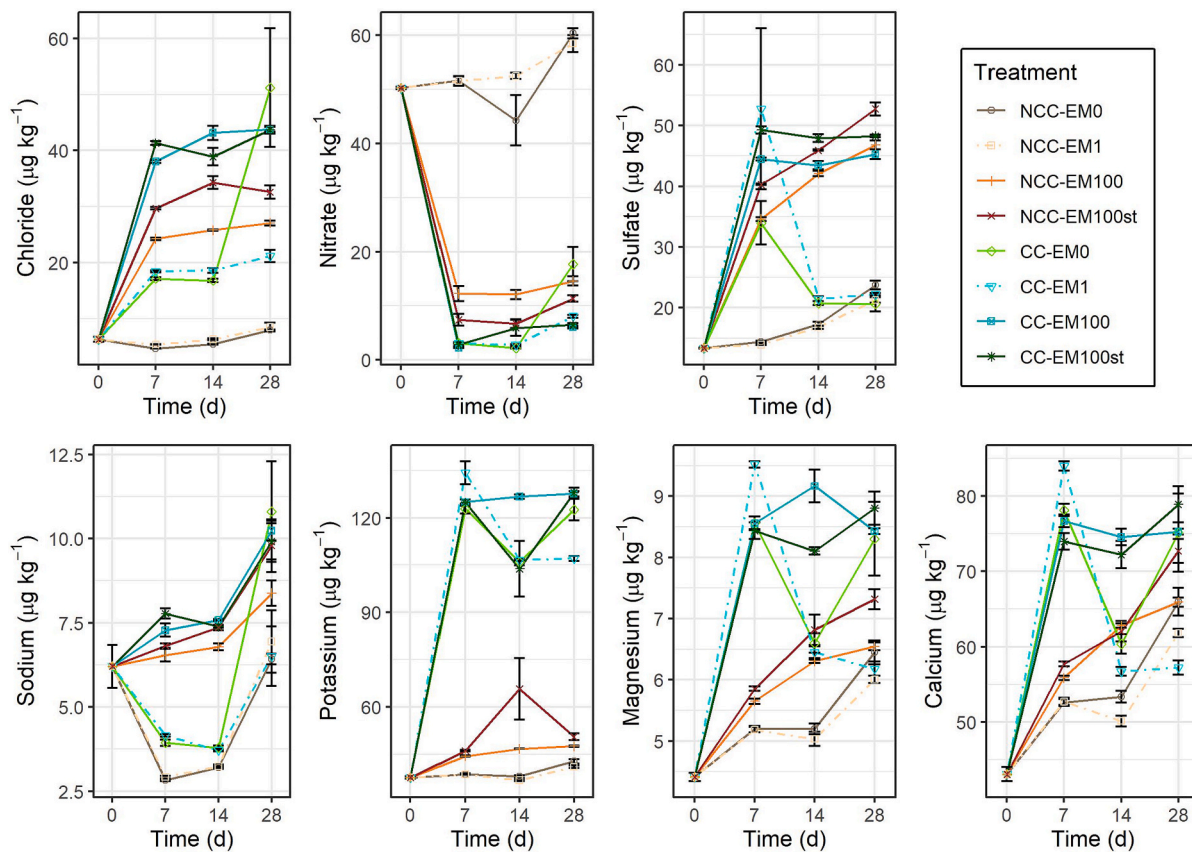 Chloride (µg kg⁻¹)
60
40
20
0 7 14 28
Time (d)
Nitrate (µg kg⁻¹)
60
40
20
0
0 7 14 28
Time (d)
Sulfate (µg kg⁻¹)
65
60
55
50
45
40
35
30
25
20
0 7 14 28
Time (d)
Treatment
NCC-EM0
NCC-EM1
NCC-EM100
NCC-EM100st
CC-EM0
CC-EM1
CC-EM100
CC-EM100st
Sodium (µg kg⁻¹)
12.5
10.0
7.5
5.0
2.5
0 7 14 28
Time (d)
Potassium (µg kg⁻¹)
120
90
60
0 7 14 28
Time (d)
Magnesium (µg kg⁻¹)
9
8
7
6
5
0 7 14 28
Time (d)
Calcium (µg kg⁻¹)
80
70
60
50
0 7 14 28
Time (d)